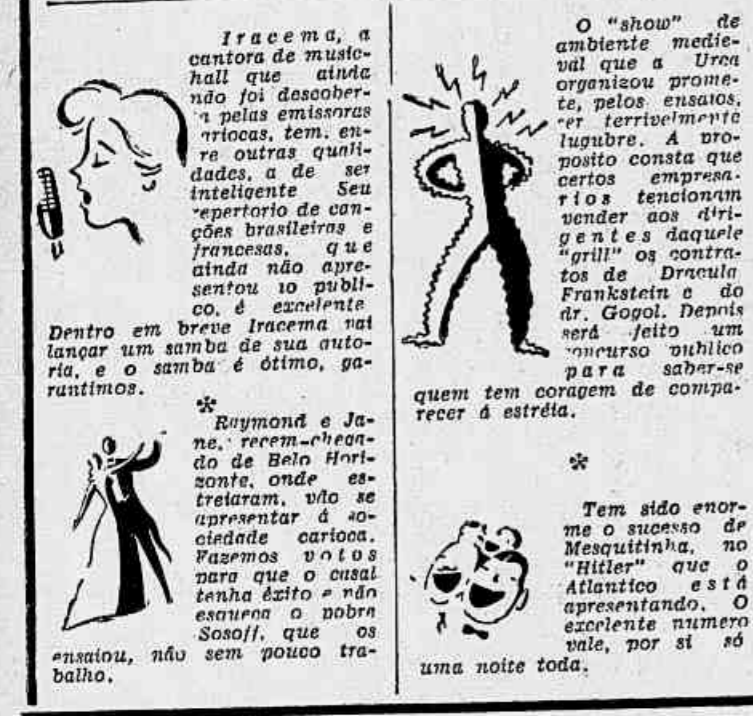 Iracema, a
cantora de music-
hall que ainda
não foi descober-
a pelas emissoras
ariocas, tem, en-
re outras quali-
dades, a de ser
inteligente Seu
repertorio de can-
ções brasileiras e
francesas, que
ainda não apre-
sentou ao publi-
co, é excelente
Dentro em breve Iracema vai
lançar um samba de sua auto-
ria, e o samba é ótimo, ga-
rantimos.
*
Raymond e Ja-
ne, recem-chega-
do de Belo Hori-
zonte, onde es-
treiaram, vão se
apresentar á so-
ciedade carioca.
Fazemos votos
para que o casal
tenha êxito e não
esqueça o pobre
Sosoff, que os
ensaiou, não sem pouco tra-
balho.
O "show" de
ambiente medie-
val que a Urca
organizou prome-
te, pelos ensaios,
ser terrivelmente
lugubre. A pro-
posito consta que
certos empresa-
rios tencionam
vender aos diri-
gentes daquele
"grill" os contra-
tos de Dracula
Frankstein e do
dr. Gogol. Depois
será feito um
concurso publico
para saber-se
quem tem coragem de compa-
recer á estréia.
*
Tem sido enor-
me o sucesso de
Mesquitinha, no
"Hitler" que o
Atlantico está
apresentando. O
excelente numero
vale, por si só
uma noite toda.